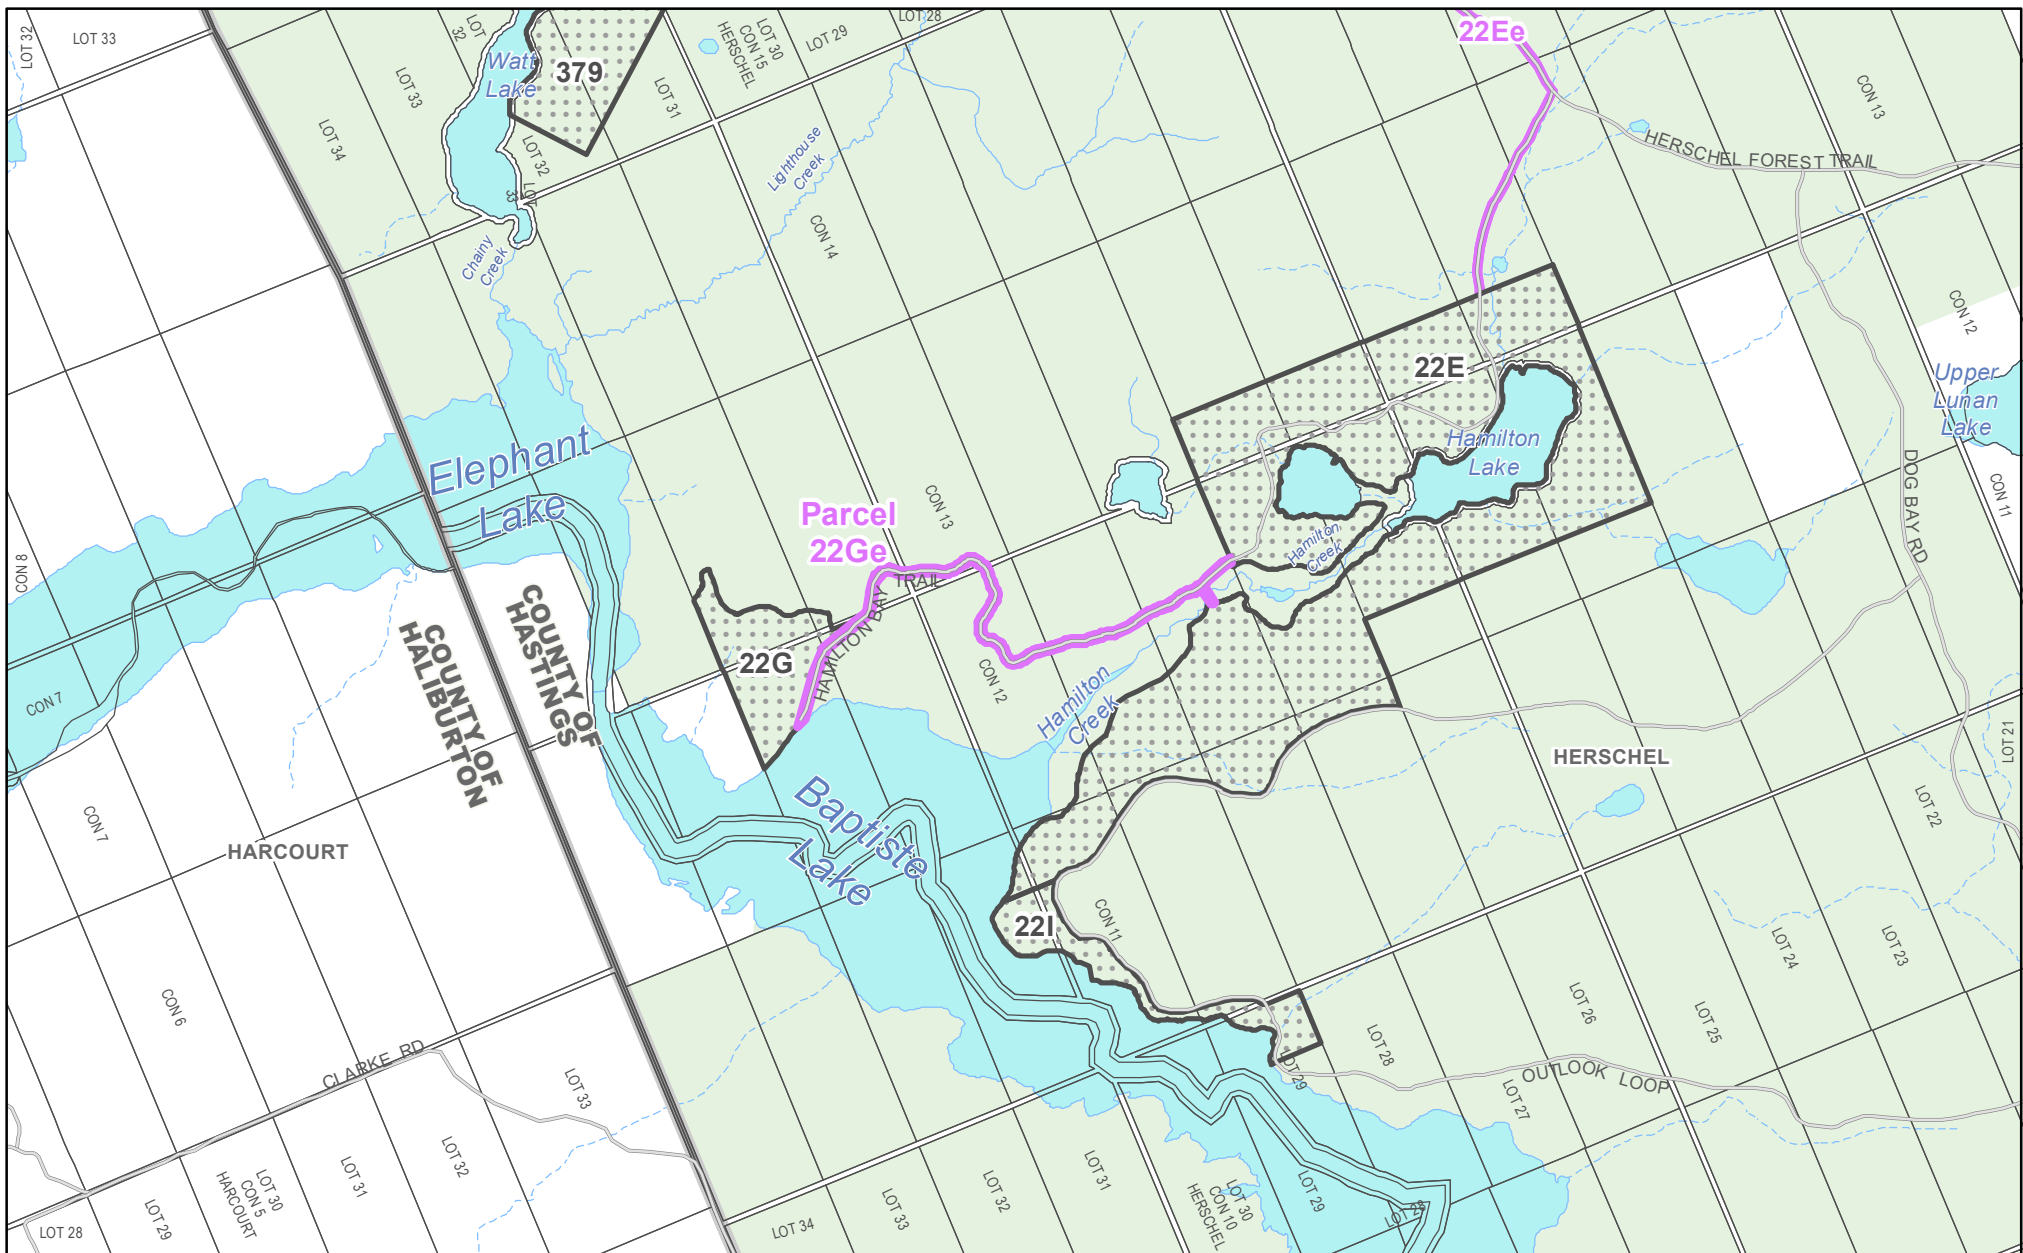 LOT 32
LOT 33
LOT
32
LOT 28
LOT 30
CON 15
HERSCHEL
LOT 29
22Ee
Watt
Lake
379
LOT 33
LOT 31
CON 13
LOT 34
LOT 32
LOT
33
Lighthouse
Creek
HERSCHEL FOREST TRAIL
CON 14
Chainy
Creek
CON 12
22E
Upper
Lunan
Lake
Elephant
Lake
Hamilton
Lake
CON 13
CON 11
DOG BAY RD
Parcel
22Ge
Hamilton
Creek
CON 8
TRAIL
HAMILTON BAY
COUNTY OF
HASTINGS
COUNTY OF
HALIBURTON
22G
CON 12
CON 7
Hamilton
Creek
LOT 21
HERSCHEL
CON 7
Baptiste
Lake
LOT 22
HARCOURT
22I
CON 11
LOT 24
LOT 23
CON 6
LOT 26
LOT 25
CLARKE RD
LOT 28
LOT 29
OUTLOOK LOOP
LOT 27
LOT 33
LOT 32
LOT 31
LOT 30
CON 5
HARCOURT
LOT 29
LOT 28
LOT 34
LOT 33
LOT 32
LOT 31
LOT 30
CON 10
HERSCHEL
LOT 29
LOT 28